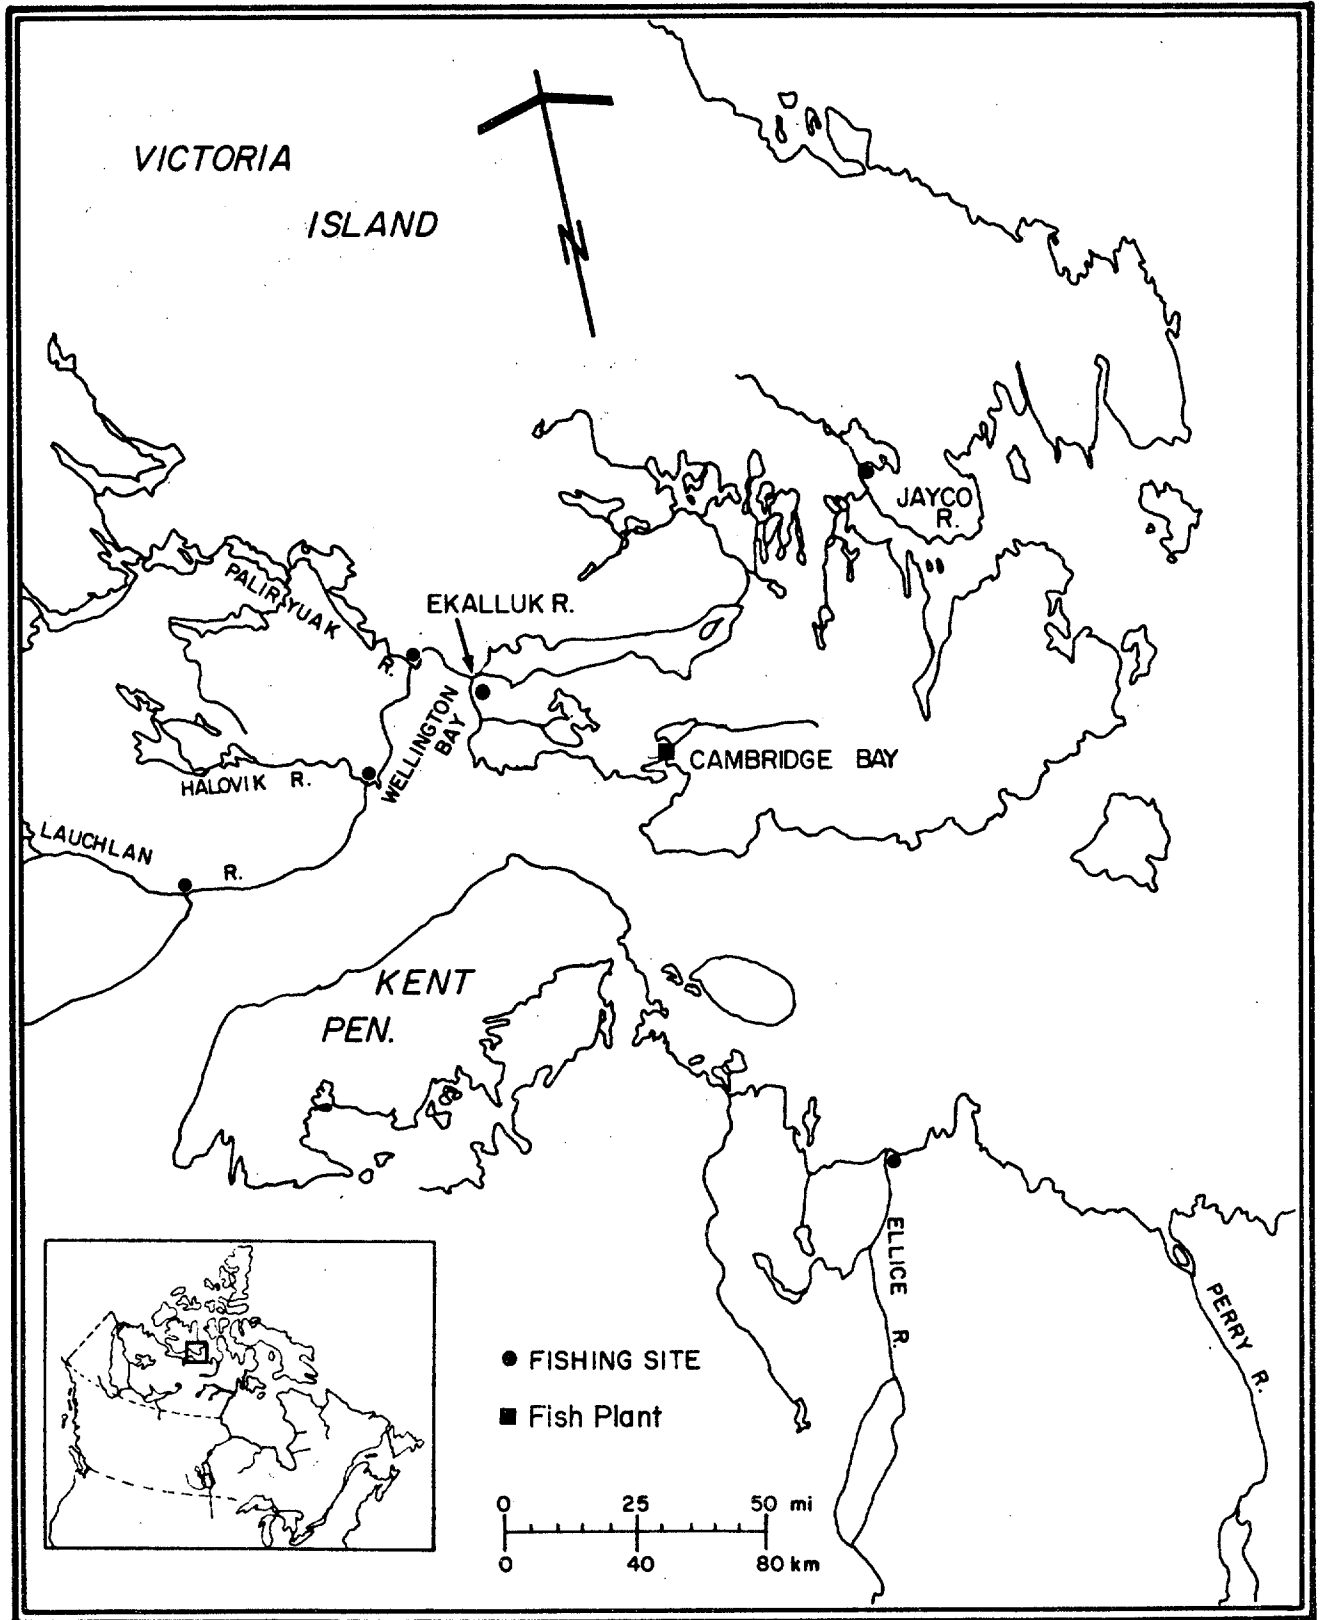 VICTORIA
ISLAND
N
JAYCO
R.
PALIRYUAK
R.
EKALLUK R.
WELLINGTON
BAY
CAMBRIDGE BAY
HALOVIK R.
LAUCHLAN
R.
KENT
PEN.
ELLICE R.
PERRY R.
FISHING SITE
Fish Plant
0 25 50 mi
0 40 80 km